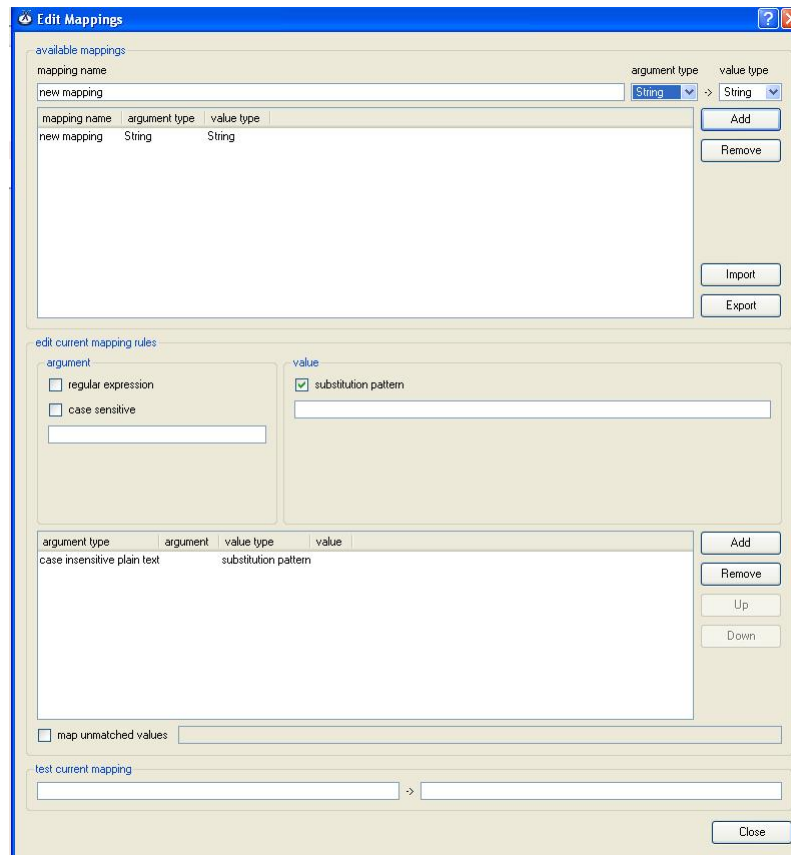 Edit Mappings
available mappings
mapping name argument type value type
new mapping String -> String
mapping name argument type value type Add
new mapping String String
Remove
Import
Export
edit current mapping rules
argument value
regular expression substitution pattern
case sensitive
argument type argument value type value Add
case insensitive plain text substitution pattern
Remove
Up
Down
map unmatched values
test current mapping
->
Close